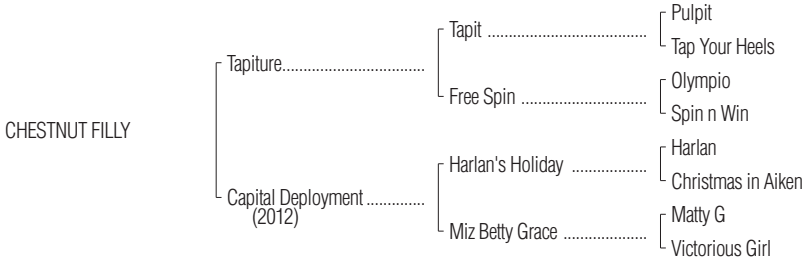 Pulpit
Tapit ......................................
Tap Your Heels
Tapiture.................................
Olympio
Free Spin ..............................
Spin n Win
CHESTNUT FILLY
Harlan
Harlan's Holiday ..................
Christmas in Aiken
Capital Deployment ..............
(2012)
Matty G
Miz Betty Grace ...................
Victorious Girl